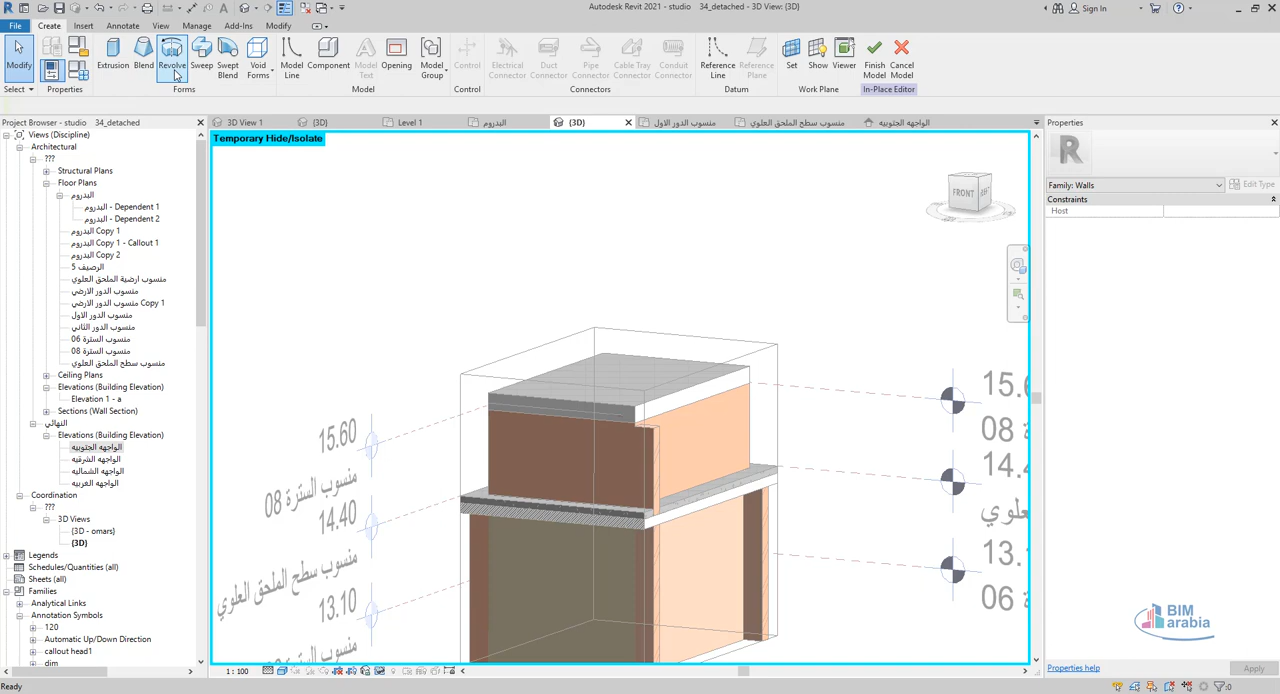 Autodesk Revit 2021 - studio 34_detached - 3D View: {3D}
Sign In
File Create Insert Annotate View Manage Add-Ins Modify
Modify
Extrusion Blend Revolve Sweep Swept Blend Void Forms
Model Line Component Model Text Opening Model Group
Control
Electrical Connector Duct Connector Pipe Connector Cable Tray Connector Conduit Connector
Reference Line Reference Plane
Set Show Viewer
Finish Model Cancel Model
Select Properties Forms Model Control Connectors Datum Work Plane In-Place Editor
Project Browser - studio 34_detached
3D View 1
{3D}
Level 1
البدروم
{3D}
منسوب الدور الاول
منسوب سطح الملحق العلوي
الواجهه الجنوبيه
Temporary Hide/Isolate
Views (Discipline)
Architectural
???
Structural Plans
Floor Plans
البدروم
البدروم - Dependent 1
البدروم - Dependent 2
البدروم Copy 1
البدروم Copy 1 - Callout 1
البدروم Copy 2
الرصيف 5
منسوب ارضية الملحق العلوي
منسوب الدور الارضي
منسوب الدور الارضي Copy 1
منسوب الدور الاول
منسوب الدور الثاني
منسوب السترة 06
منسوب السترة 08
منسوب سطح الملحق العلوي
Ceiling Plans
Elevations (Building Elevation)
Elevation 1 - a
Sections (Wall Section)
النهائي
Elevations (Building Elevation)
الواجهه الجنوبيه
الواجهه الشرقيه
الواجهه الشماليه
الواجهه الغربيه
Coordination
???
3D Views
{3D - omars}
{3D}
Legends
Schedules/Quantities (all)
Sheets (all)
Families
Analytical Links
Annotation Symbols
120
Automatic Up/Down Direction
callout head1
dim
FRONT
15.60
منسوب السترة 08
14.40
منسوب سطح الملحق العلوي
13.10
15.6
08
14.4
علوي
13.1
06
Properties
Family: Walls
Edit Type
Constraints
Host
BIM
arabia
Properties help
Apply
1 : 100
Ready
:0